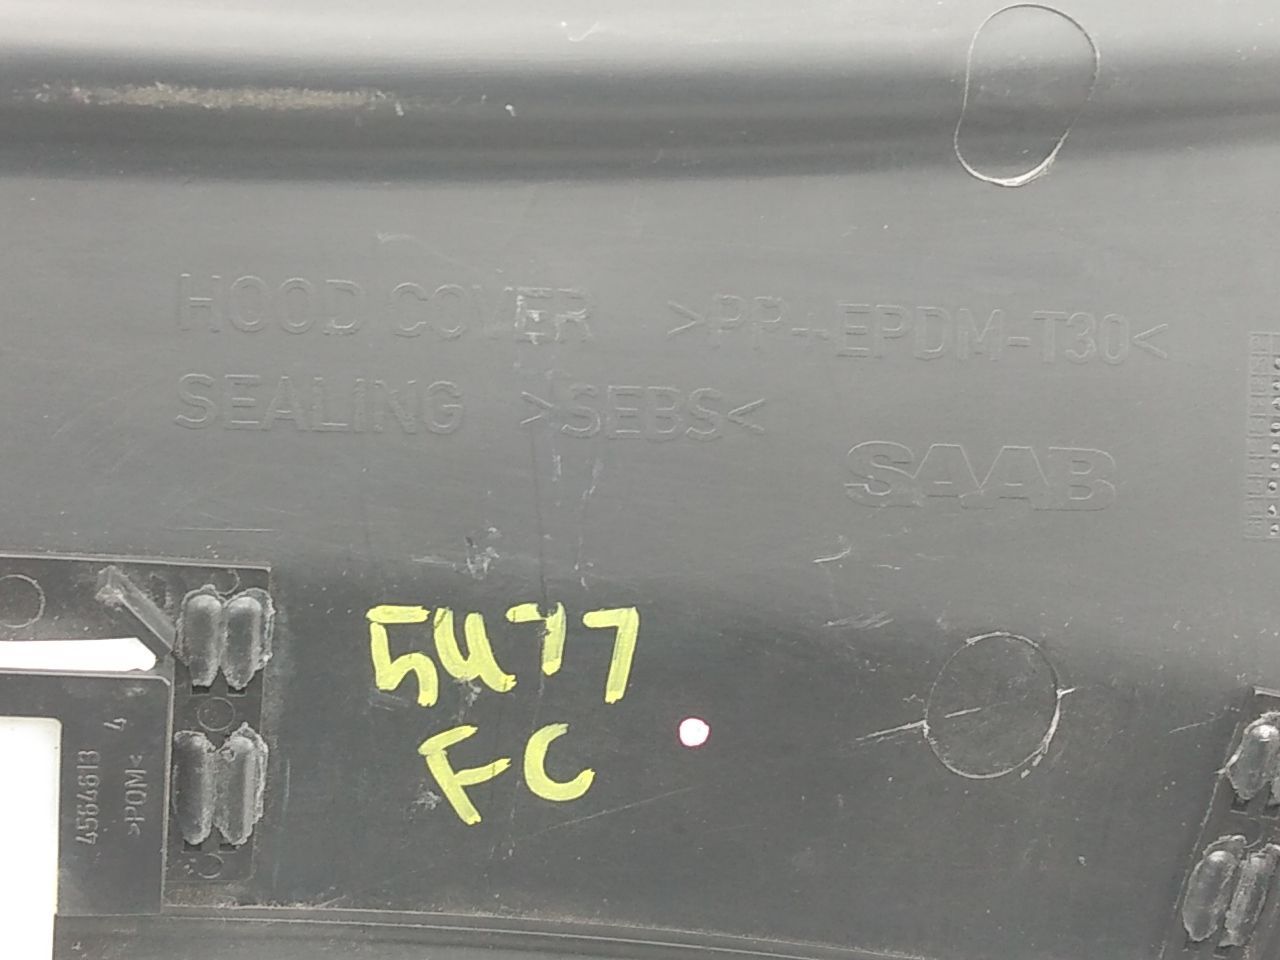 HOOD COVER >PP+EPDM-T30<
SEALING >SEBS<
SAAB
5477
FC
4564613 4
>POM<